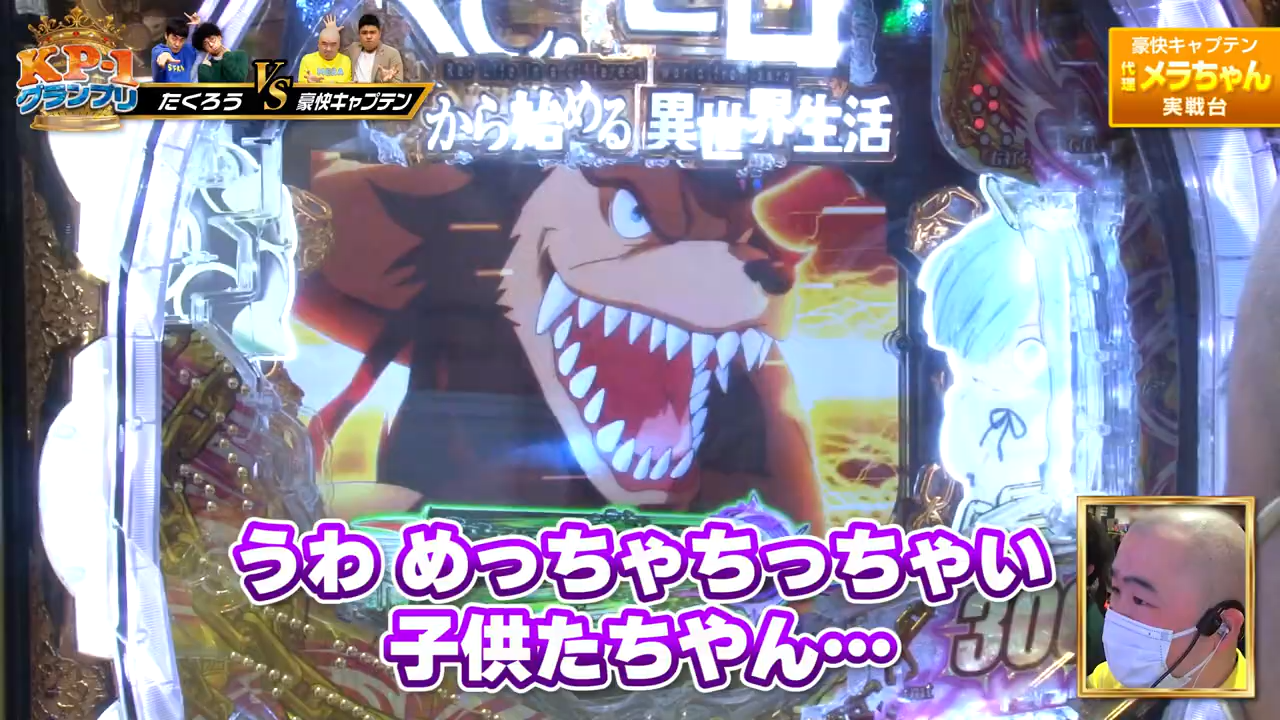 KP-1
グランプリ
たくろう VS 豪快キャプテン
豪快キャプテン
代理 メラちゃん
実戦台
から始める 異世界生活
うわ めっちゃちっちゃい
子供たちやん…
300